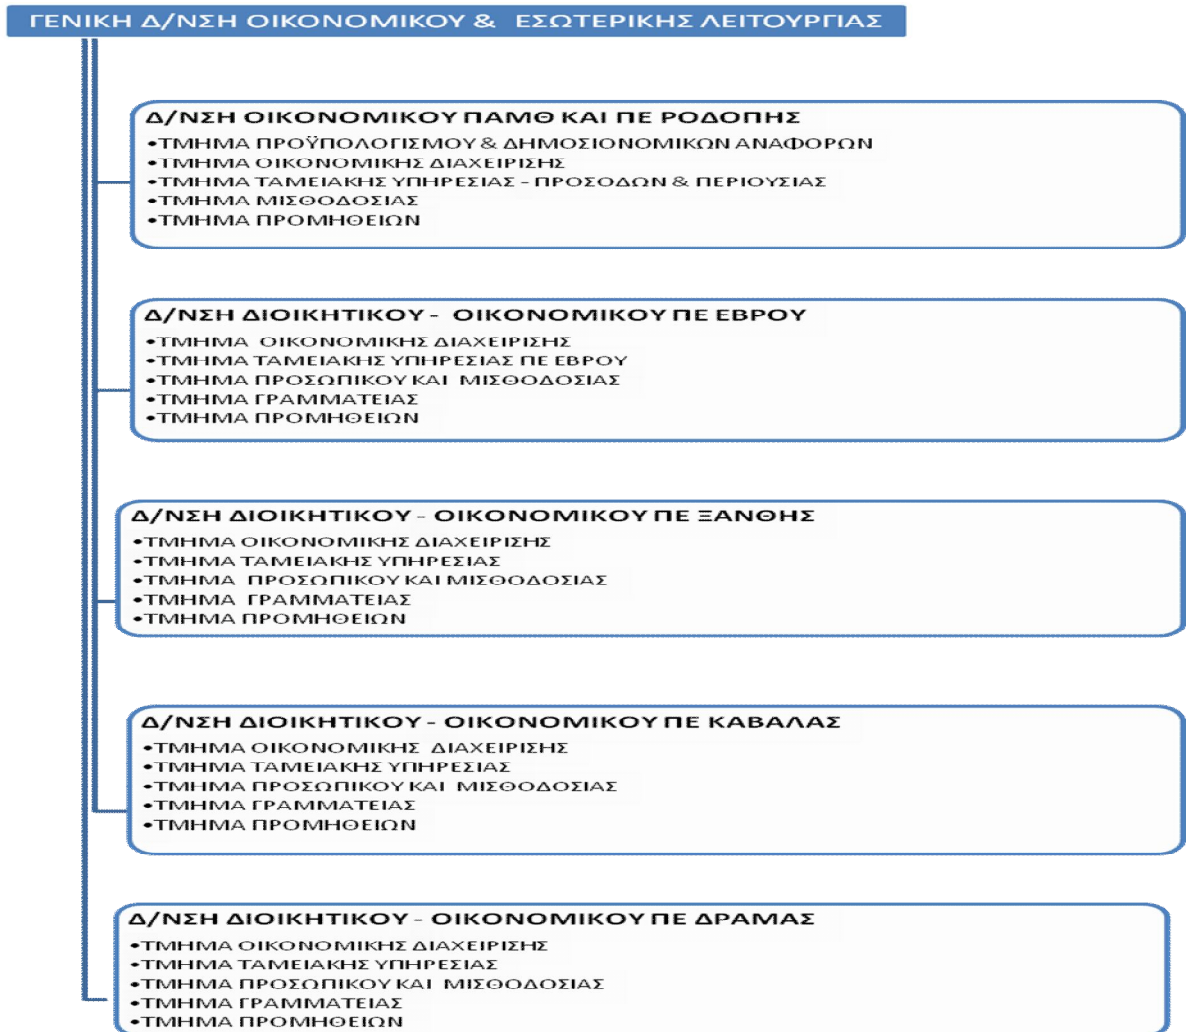 ΓΕΝΙΚΗ Δ/ΝΣΗ ΟΙΚΟΝΟΜΙΚΟΥ & ΕΣΩΤΕΡΙΚΗΣ ΛΕΙΤΟΥΡΓΙΑΣ
Δ/ΝΣΗ ΟΙΚΟΝΟΜΙΚΟΥ ΠΑΜΘ ΚΑΙ ΠΕ ΡΟΔΟΠΗΣ
•ΤΜΗΜΑ ΠΡΟΫΠΟΛΟΓΙΣΜΟΥ & ΔΗΜΟΣΙΟΝΟΜΙΚΩΝ ΑΝΑΦΟΡΩΝ
•ΤΜΗΜΑ ΟΙΚΟΝΟΜΙΚΗΣ ΔΙΑΧΕΙΡΙΣΗΣ
•ΤΜΗΜΑ ΤΑΜΕΙΑΚΗΣ ΥΠΗΡΕΣΙΑΣ - ΠΡΟΣΟΔΩΝ & ΠΕΡΙΟΥΣΙΑΣ
•ΤΜΗΜΑ ΜΙΣΘΟΔΟΣΙΑΣ
•ΤΜΗΜΑ ΠΡΟΜΗΘΕΙΩΝ
Δ/ΝΣΗ ΔΙΟΙΚΗΤΙΚΟΥ - ΟΙΚΟΝΟΜΙΚΟΥ ΠΕ ΕΒΡΟΥ
•ΤΜΗΜΑ ΟΙΚΟΝΟΜΙΚΗΣ ΔΙΑΧΕΙΡΙΣΗΣ
•ΤΜΗΜΑ ΤΑΜΕΙΑΚΗΣ ΥΠΗΡΕΣΙΑΣ ΠΕ ΕΒΡΟΥ
•ΤΜΗΜΑ ΠΡΟΣΩΠΙΚΟΥ ΚΑΙ ΜΙΣΘΟΔΟΣΙΑΣ
•ΤΜΗΜΑ ΓΡΑΜΜΑΤΕΙΑΣ
•ΤΜΗΜΑ ΠΡΟΜΗΘΕΙΩΝ
Δ/ΝΣΗ ΔΙΟΙΚΗΤΙΚΟΥ - ΟΙΚΟΝΟΜΙΚΟΥ ΠΕ ΞΑΝΘΗΣ
•ΤΜΗΜΑ ΟΙΚΟΝΟΜΙΚΗΣ ΔΙΑΧΕΙΡΙΣΗΣ
•ΤΜΗΜΑ ΤΑΜΕΙΑΚΗΣ ΥΠΗΡΕΣΙΑΣ
•ΤΜΗΜΑ ΠΡΟΣΩΠΙΚΟΥ ΚΑΙ ΜΙΣΘΟΔΟΣΙΑΣ
•ΤΜΗΜΑ ΓΡΑΜΜΑΤΕΙΑΣ
•ΤΜΗΜΑ ΠΡΟΜΗΘΕΙΩΝ
Δ/ΝΣΗ ΔΙΟΙΚΗΤΙΚΟΥ - ΟΙΚΟΝΟΜΙΚΟΥ ΠΕ ΚΑΒΑΛΑΣ
•ΤΜΗΜΑ ΟΙΚΟΝΟΜΙΚΗΣ ΔΙΑΧΕΙΡΙΣΗΣ
•ΤΜΗΜΑ ΤΑΜΕΙΑΚΗΣ ΥΠΗΡΕΣΙΑΣ
•ΤΜΗΜΑ ΠΡΟΣΩΠΙΚΟΥ ΚΑΙ ΜΙΣΘΟΔΟΣΙΑΣ
•ΤΜΗΜΑ ΓΡΑΜΜΑΤΕΙΑΣ
•ΤΜΗΜΑ ΠΡΟΜΗΘΕΙΩΝ
Δ/ΝΣΗ ΔΙΟΙΚΗΤΙΚΟΥ - ΟΙΚΟΝΟΜΙΚΟΥ ΠΕ ΔΡΑΜΑΣ
•ΤΜΗΜΑ ΟΙΚΟΝΟΜΙΚΗΣ ΔΙΑΧΕΙΡΙΣΗΣ
•ΤΜΗΜΑ ΤΑΜΕΙΑΚΗΣ ΥΠΗΡΕΣΙΑΣ
•ΤΜΗΜΑ ΠΡΟΣΩΠΙΚΟΥ ΚΑΙ ΜΙΣΘΟΔΟΣΙΑΣ
•ΤΜΗΜΑ ΓΡΑΜΜΑΤΕΙΑΣ
•ΤΜΗΜΑ ΠΡΟΜΗΘΕΙΩΝ